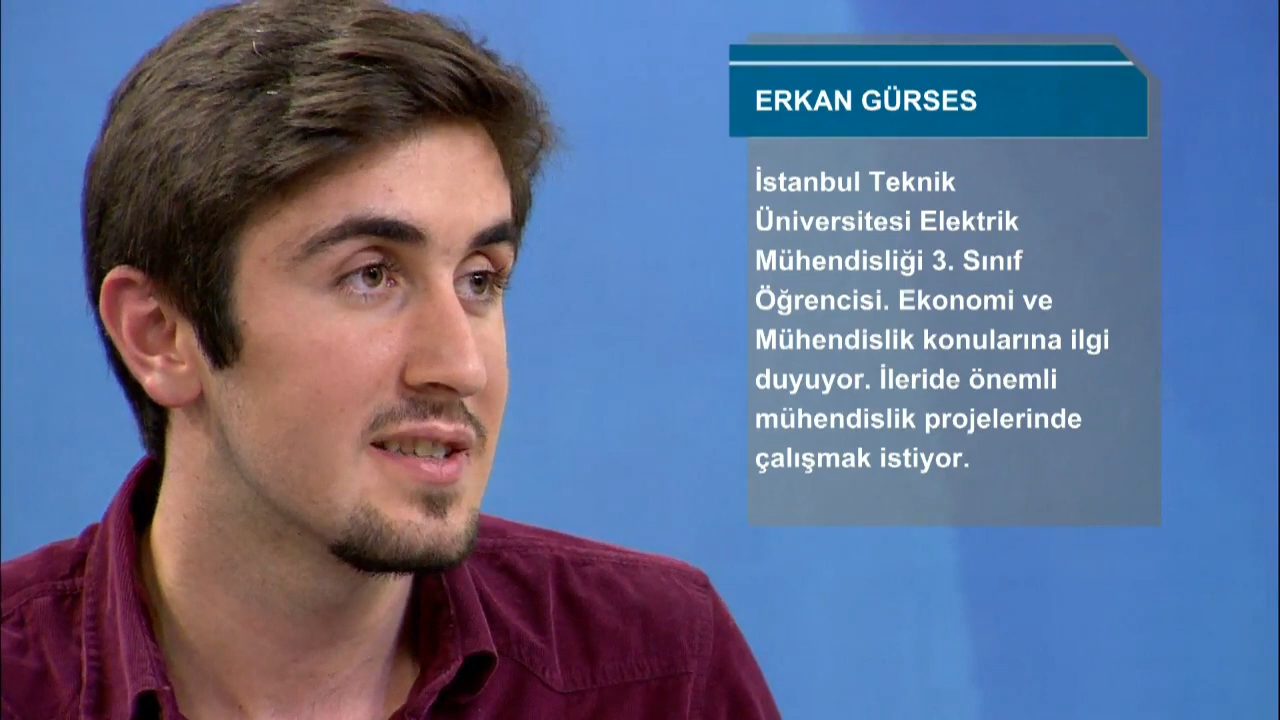 ERKAN GÜRSES
İstanbul Teknik
Üniversitesi Elektrik
Mühendisliği 3. Sınıf
Öğrencisi. Ekonomi ve
Mühendislik konularına ilgi
duyuyor. İleride önemli
mühendislik projelerinde
çalışmak istiyor.